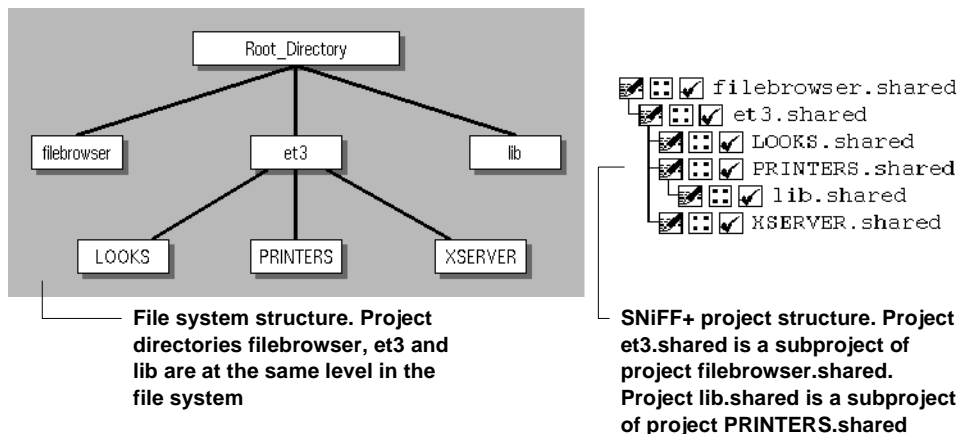 Root_Directory
filebrowser
et3
lib
LOOKS
PRINTERS
XSERVER
filebrowser.shared
et3.shared
LOOKS.shared
PRINTERS.shared
lib.shared
XSERVER.shared
File system structure. Project
directories filebrowser, et3 and
lib are at the same level in the
file system
SNiFF+ project structure. Project
et3.shared is a subproject of
project filebrowser.shared.
Project lib.shared is a subproject
of project PRINTERS.shared